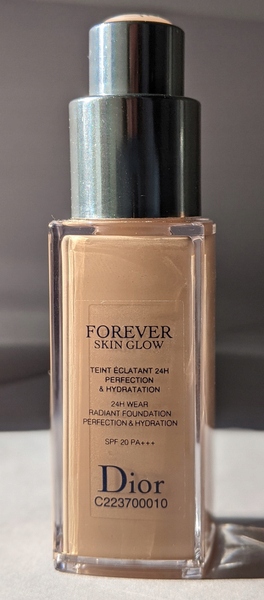 FOREVER
SKIN GLOW
TEINT ÉCLATANT 24H
PERFECTION
& HYDRATATION
24H WEAR
RADIANT FOUNDATION
PERFECTION & HYDRATION
SPF 20 PA+++
Dior
C223700010